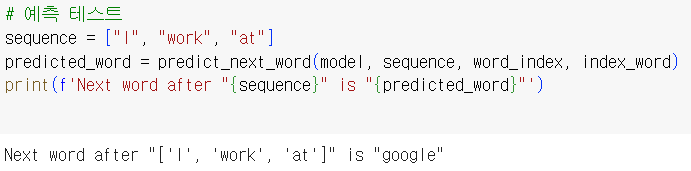 # 예측 테스트
sequence = ["I", "work", "at"]
predicted_word = predict_next_word(model, sequence, word_index, index_word)
print(f'Next word after "{sequence}" is "{predicted_word}"')
Next word after "['I', 'work', 'at']" is "google"